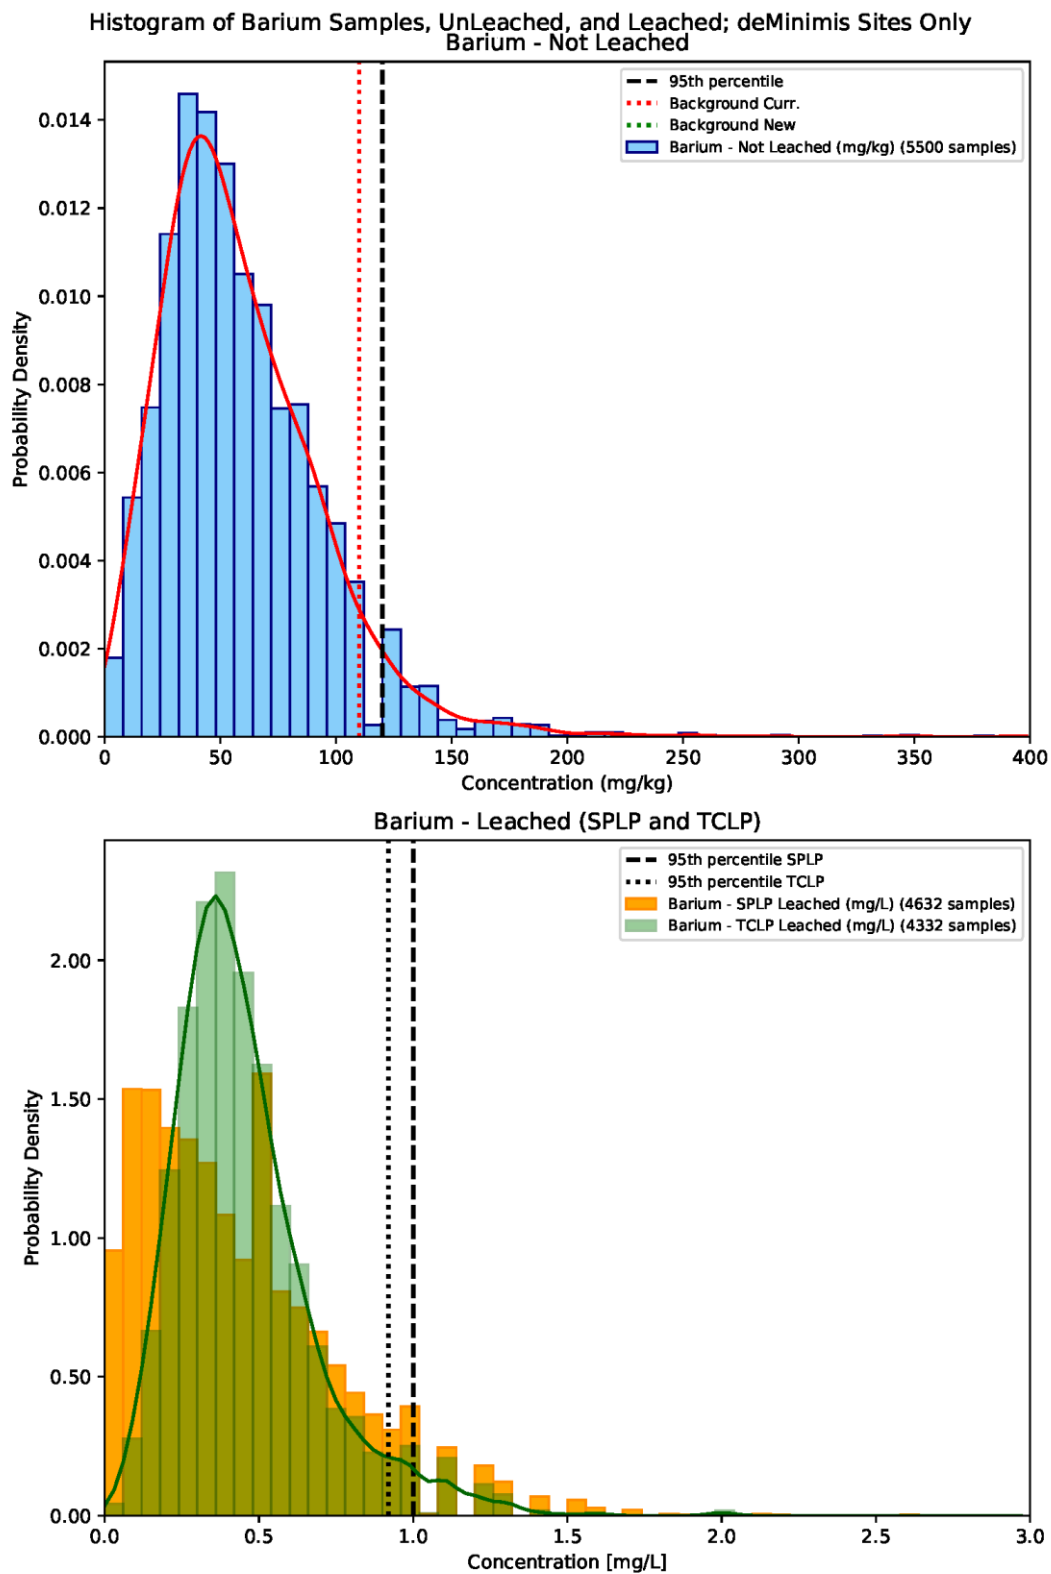 Histogram of Barium Samples, UnLeached, and Leached; deMinimis Sites Only
Barium - Not Leached
95th percentile
Background Curr.
Background New
Barium - Not Leached (mg/kg) (5500 samples)
Probability Density
0.014
0.012
0.010
0.008
0.006
0.004
0.002
0.000
0 50 100 150 200 250 300 350 400
Concentration (mg/kg)
Barium - Leached (SPLP and TCLP)
95th percentile SPLP
95th percentile TCLP
Barium - SPLP Leached (mg/L) (4632 samples)
Barium - TCLP Leached (mg/L) (4332 samples)
Probability Density
2.00
1.50
1.00
0.50
0.00
0.0 0.5 1.0 1.5 2.0 2.5 3.0
Concentration [mg/L]